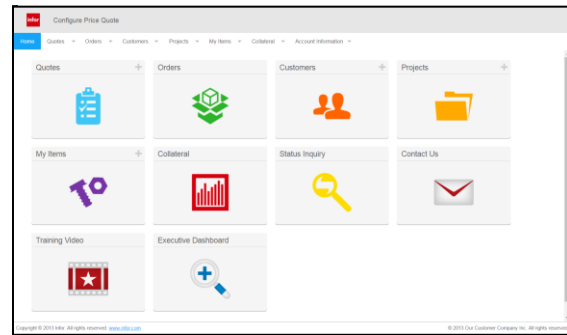 infor Configure Price Quote
Home Quotes Orders Customers Projects My Items Collateral Account Information
Quotes + Orders Customers + Projects +
My Items + Collateral Status Inquiry Contact Us
Training Video Executive Dashboard
Copyright © 2013 Infor. All rights reserved. www.infor.com © 2013 Our Customer Company Inc. All rights reserved.